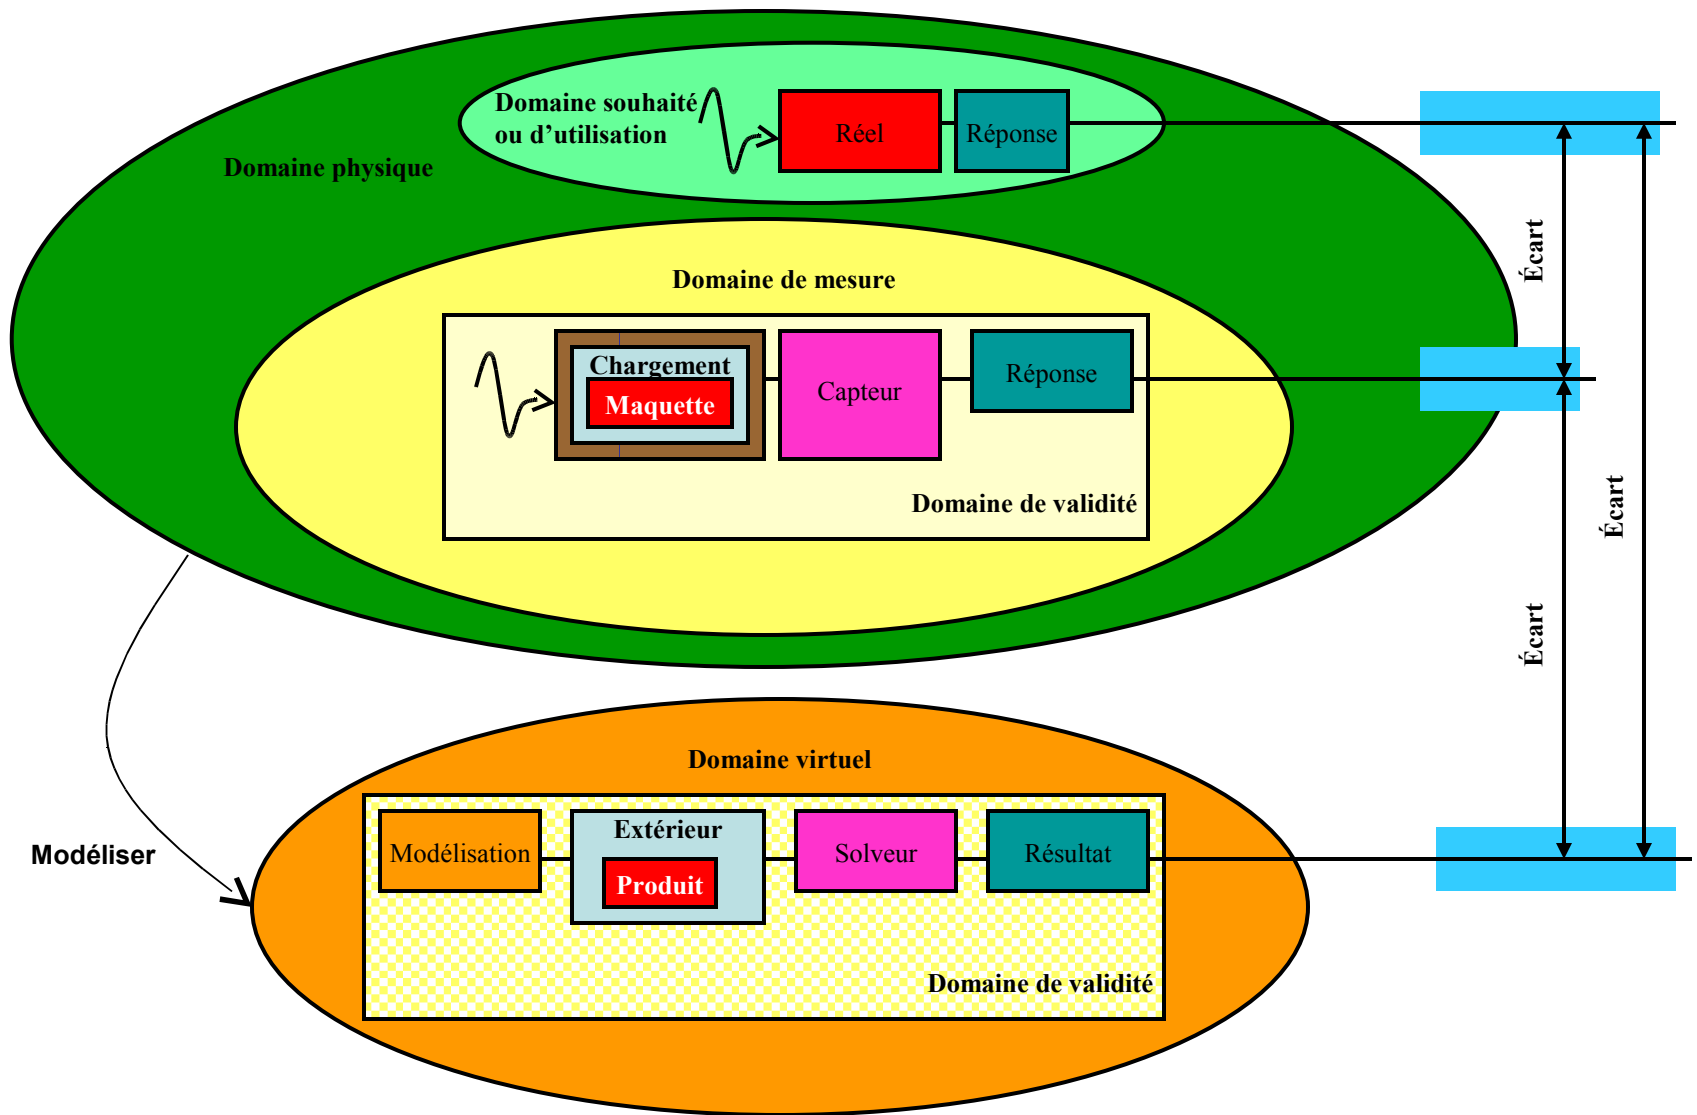 Domaine souhaité
ou d’utilisation
Réel
Réponse
Domaine physique
Écart
Domaine de mesure
Chargement
Maquette
Capteur
Réponse
Domaine de validité
Écart
Écart
Modéliser
Domaine virtuel
Modélisation
Extérieur
Produit
Solveur
Résultat
Domaine de validité